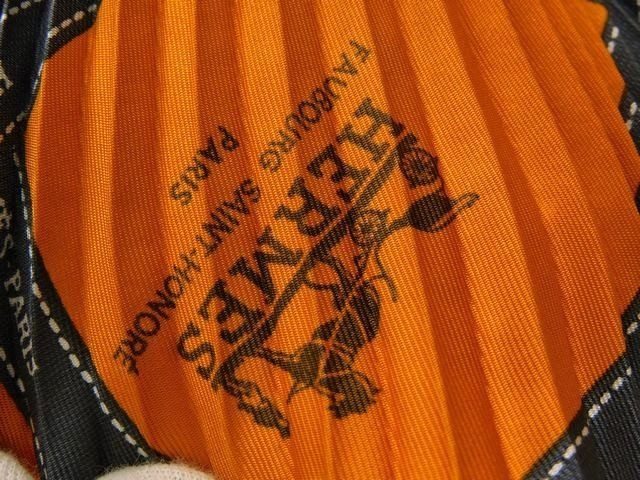 HERMES
FAUBOURG SAINT-HONORÉ
PARIS
PARIS